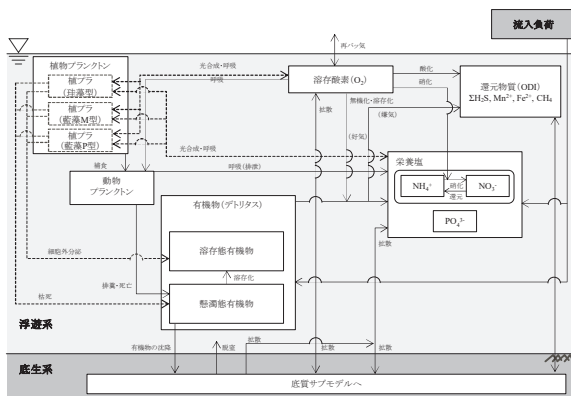 流入負荷
再バッ気
植物プランクトン
植プラ
(珪藻型)
植プラ
(藍藻M型)
植プラ
(藍藻P型)
光合成・呼吸
呼吸
溶存酸素(O₂)
酸化
硝化
還元物質(ODI)
ΣH₂S, Mn²⁺, Fe²⁺, CH₄
拡散
無機化・溶存化
(嫌気)
(好気)
光合成・呼吸
捕食
呼吸(排泄)
動物
プランクトン
栄養塩
NH₄⁺
硝化
還元
NO₃⁻
PO₄³⁻
有機物(デトリタス)
溶存態有機物
溶存化
懸濁態有機物
細胞外分泌
排糞・死亡
枯死
拡散
浮遊系
有機物の沈降
脱窒
拡散
拡散
拡散
底生系
底質サブモデルへ